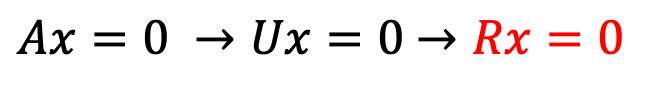 Ax = 0 → Ux = 0 → Rx = 0